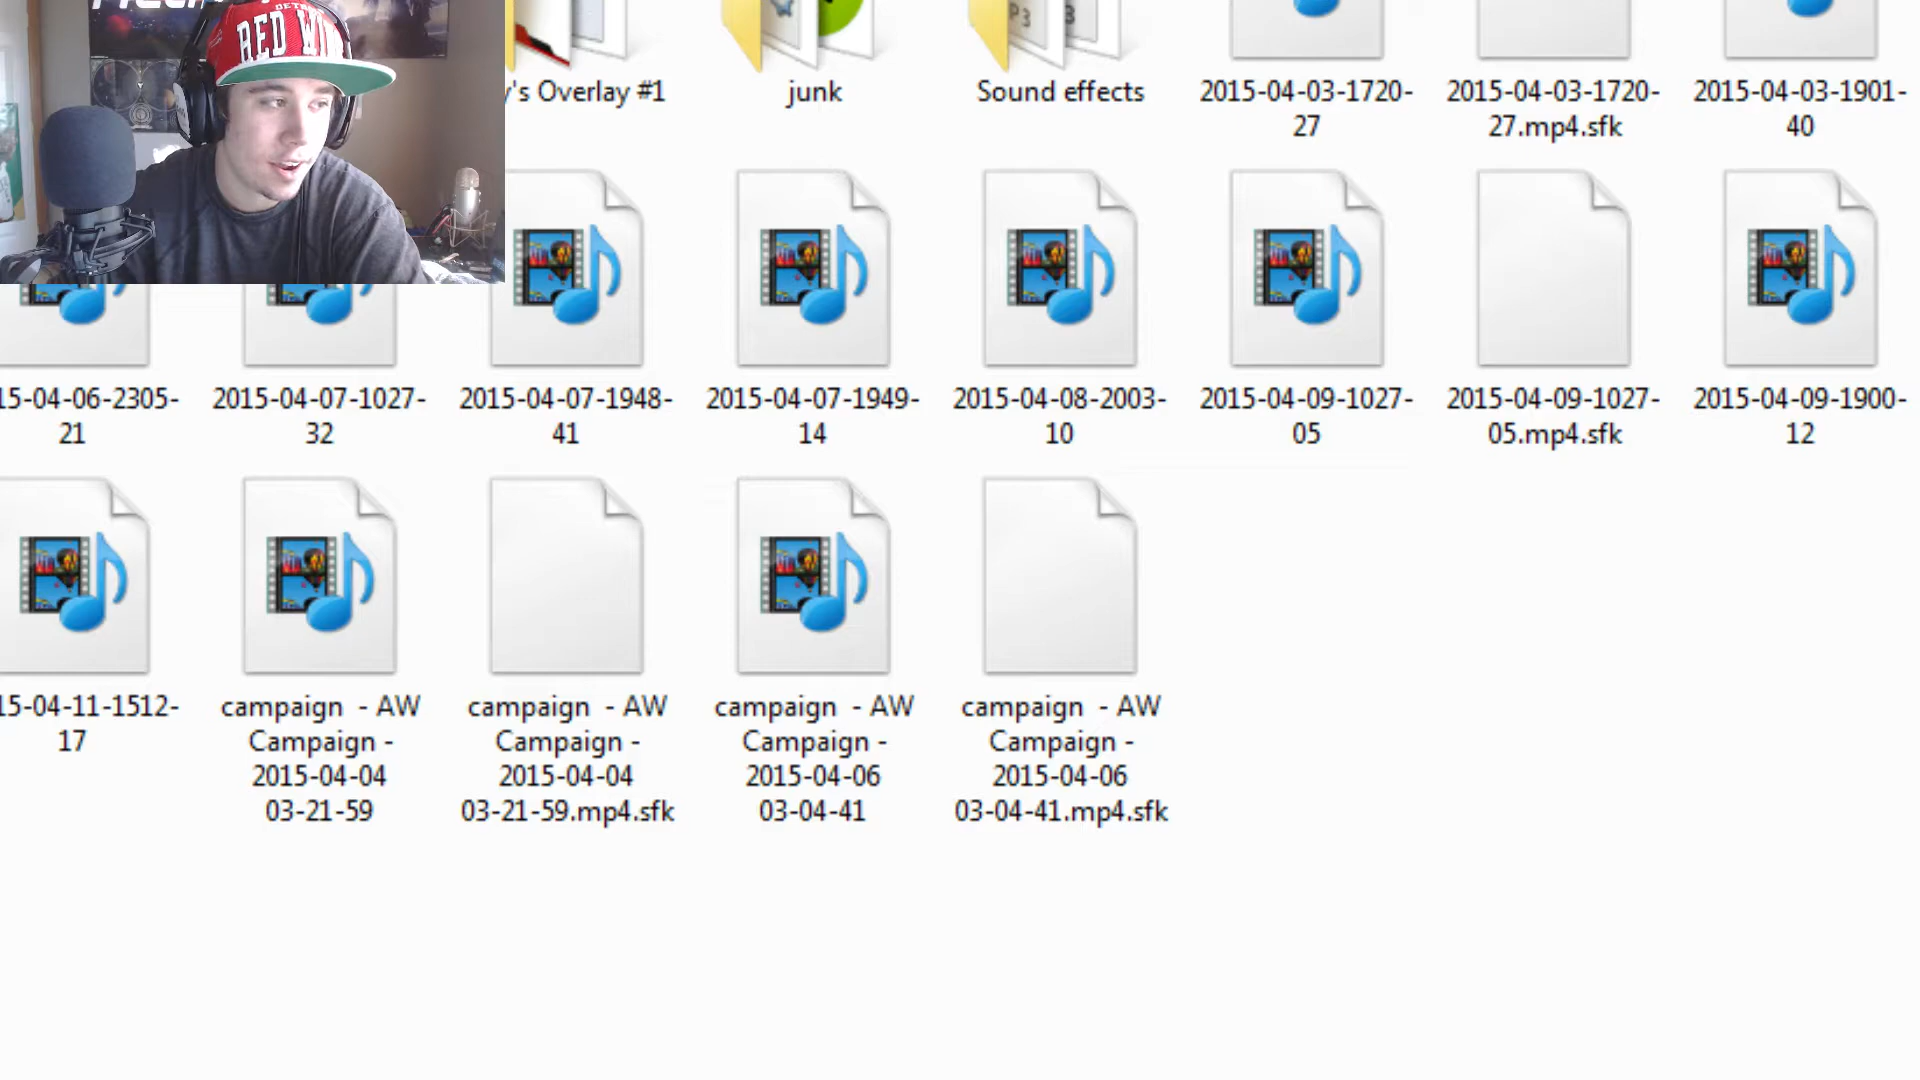 DETROIT
RED WI
y's Overlay #1
junk
Sound effects
2015-04-03-1720-
27
2015-04-03-1720-
27.mp4.sfk
2015-04-03-1901-
40
15-04-06-2305-
21
2015-04-07-1027-
32
2015-04-07-1948-
41
2015-04-07-1949-
14
2015-04-08-2003-
10
2015-04-09-1027-
05
2015-04-09-1027-
05.mp4.sfk
2015-04-09-1900-
12
15-04-11-1512-
17
campaign  - AW
Campaign -
2015-04-04
03-21-59
campaign  - AW
Campaign -
2015-04-04
03-21-59.mp4.sfk
campaign  - AW
Campaign -
2015-04-06
03-04-41
campaign  - AW
Campaign -
2015-04-06
03-04-41.mp4.sfk